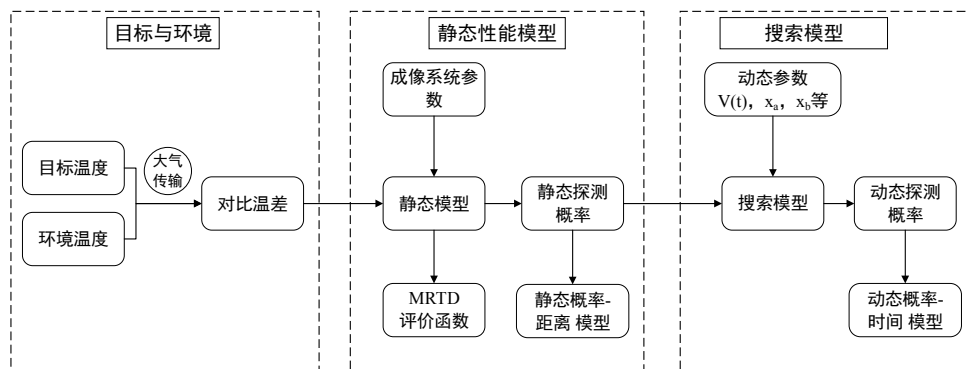 目标与环境
目标温度
环境温度
大气
传输
对比温差
静态性能模型
成像系统参
数
静态模型
静态探测
概率
MRTD
评价函数
静态概率-
距离 模型
搜索模型
动态参数
V(t)，xa，xb等
搜索模型
动态探测
概率
动态概率-
时间 模型